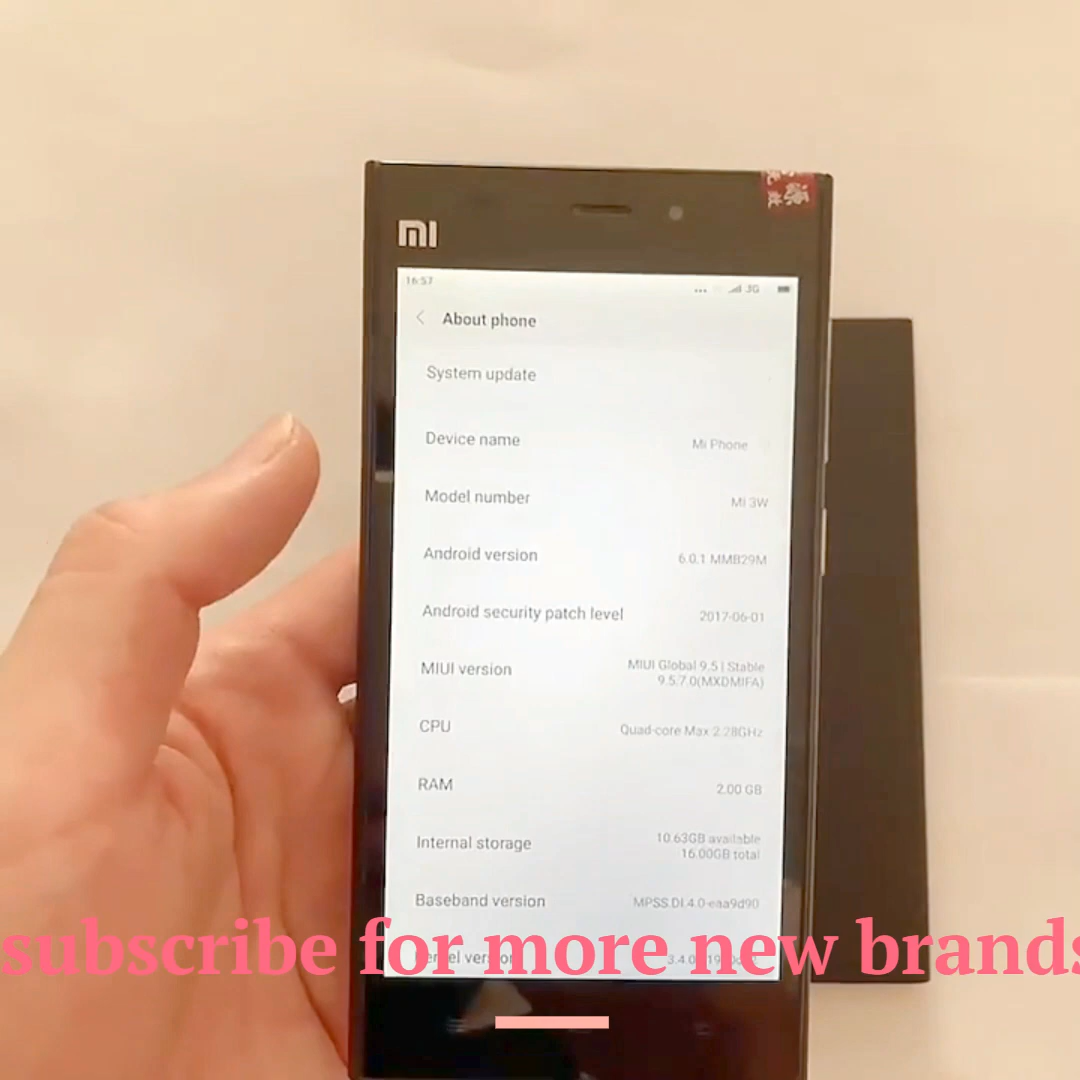 MI
16:57
... 3G
About phone
System update
Device name Mi Phone
Model number MI 3W
Android version 6.0.1 MMB29M
Android security patch level 2017-06-01
MIUI version MIUI Global 9.5 | Stable
9.5.7.0(MXDMIFA)
CPU Quad-core Max 2.28GHz
RAM 2.00 GB
Internal storage 10.63GB available
16.00GB total
Baseband version MPSS.DI.4.0-eaa9d90
subscribe for more new brands